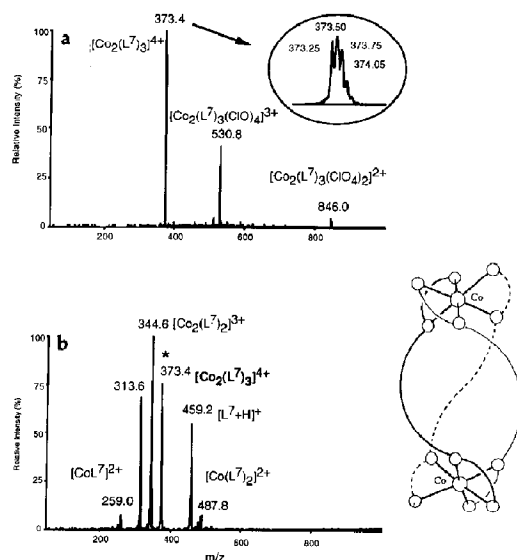 373.4
a
[Co2(L7)3]4+
373.50
373.25
373.75
374.05
[Co2(L7)3(ClO)4]3+
530.8
[Co2(L7)3(ClO4)2]2+
846.0
Relative Intensity (%)
100
75
50
25
0
200
400
600
800
Co
Co
b
344.6 [Co2(L7)2]3+
*
373.4 [Co2(L7)3]4+
313.6
459.2 [L7+H]+
[CoL7]2+
259.0
[Co(L7)2]2+
487.8
Relative Intensity (%)
100
75
50
25
0
200
400
600
800
m/z